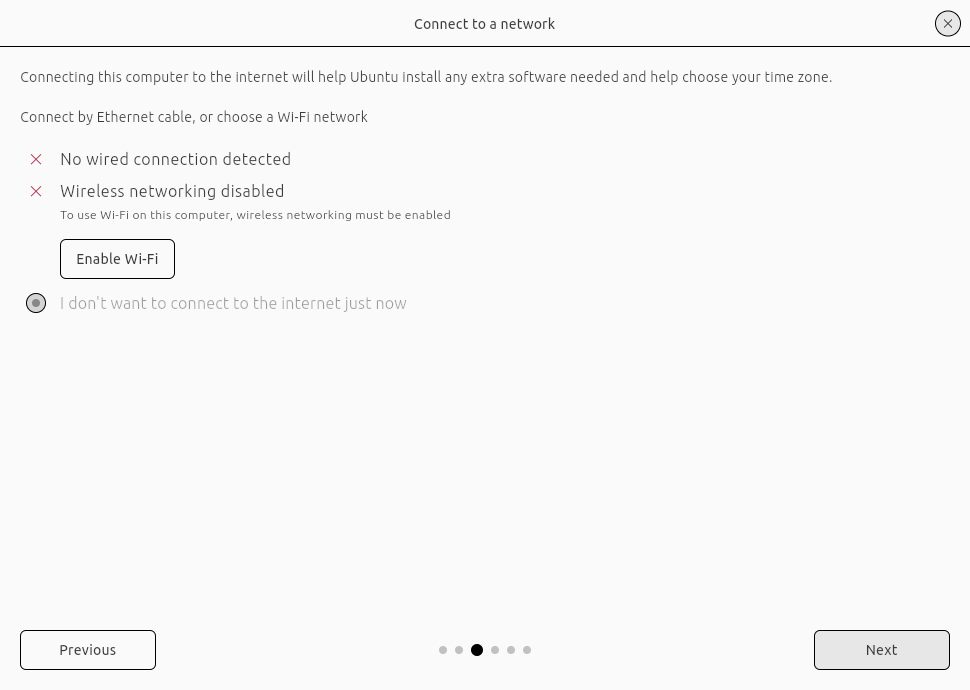 Connect to a network
Connecting this computer to the internet will help Ubuntu install any extra software needed and help choose your time zone.
Connect by Ethernet cable, or choose a Wi-Fi network
No wired connection detected
Wireless networking disabled
To use Wi-Fi on this computer, wireless networking must be enabled
Enable Wi-Fi
I don't want to connect to the internet just now
Previous
Next